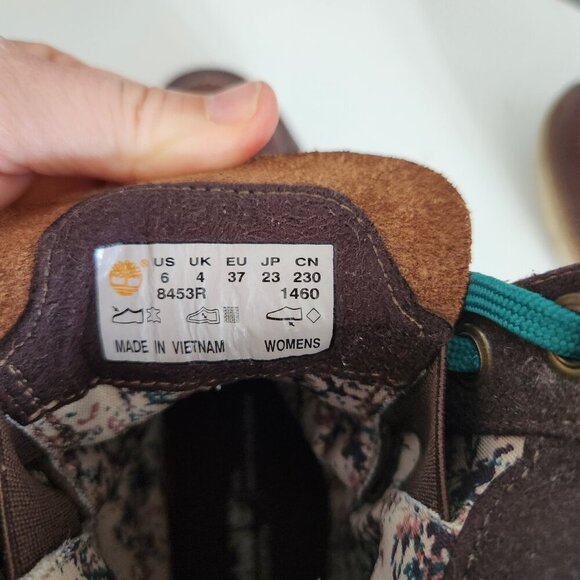 US UK EU JP CN
6 4 37 23 230
8453R 1460
MADE IN VIETNAM WOMENS